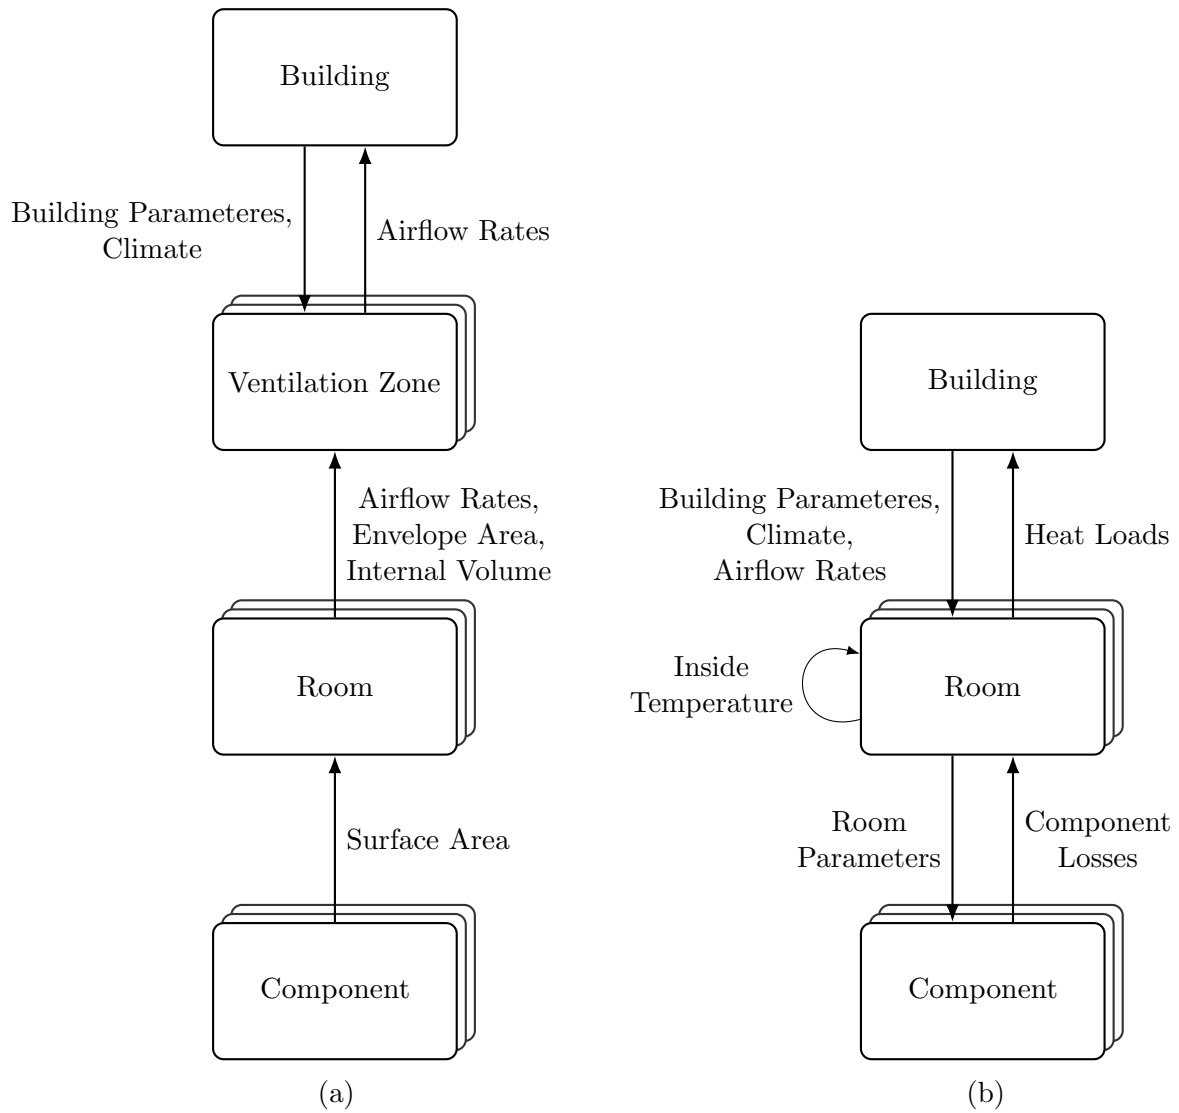 Building
Building Parameteres,
Climate
Airflow Rates
Ventilation Zone
Airflow Rates,
Envelope Area,
Internal Volume
Room
Surface Area
Component
(a)
Building
Building Parameteres,
Climate,
Airflow Rates
Heat Loads
Inside
Temperature
Room
Room
Parameters
Component
Losses
Component
(b)